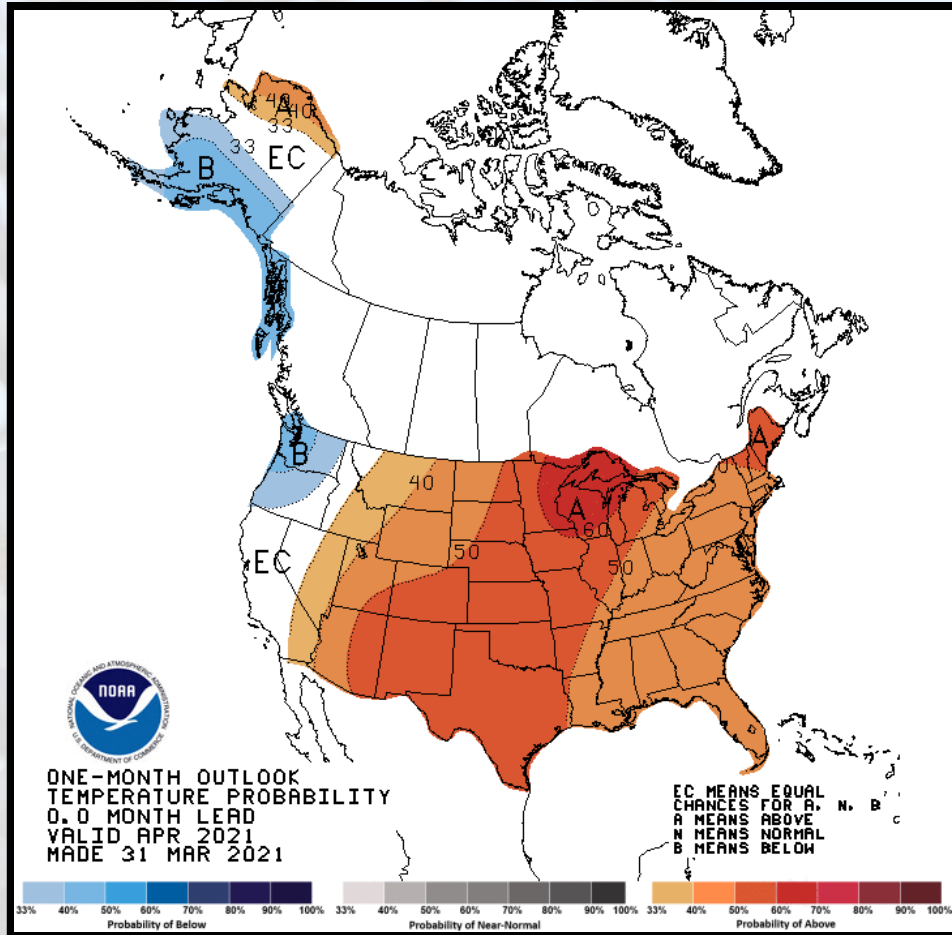 40
A
40
33
33
EC
B
B
40
A
A
60
EC
50
50
NATIONAL OCEANIC AND ATMOSPHERIC ADMINISTRATION
NOAA
U.S. DEPARTMENT OF COMMERCE
ONE-MONTH OUTLOOK
TEMPERATURE PROBABILITY
0.0 MONTH LEAD
VALID APR 2021
MADE 31 MAR 2021
EC MEANS EQUAL
CHANCES FOR A, N, B
A MEANS ABOVE
N MEANS NORMAL
B MEANS BELOW
33% 40% 50% 60% 70% 80% 90% 100%
Probability of Below
33% 40% 50% 60% 70% 80% 90% 100%
Probability of Near-Normal
33% 40% 50% 60% 70% 80% 90% 100%
Probability of Above